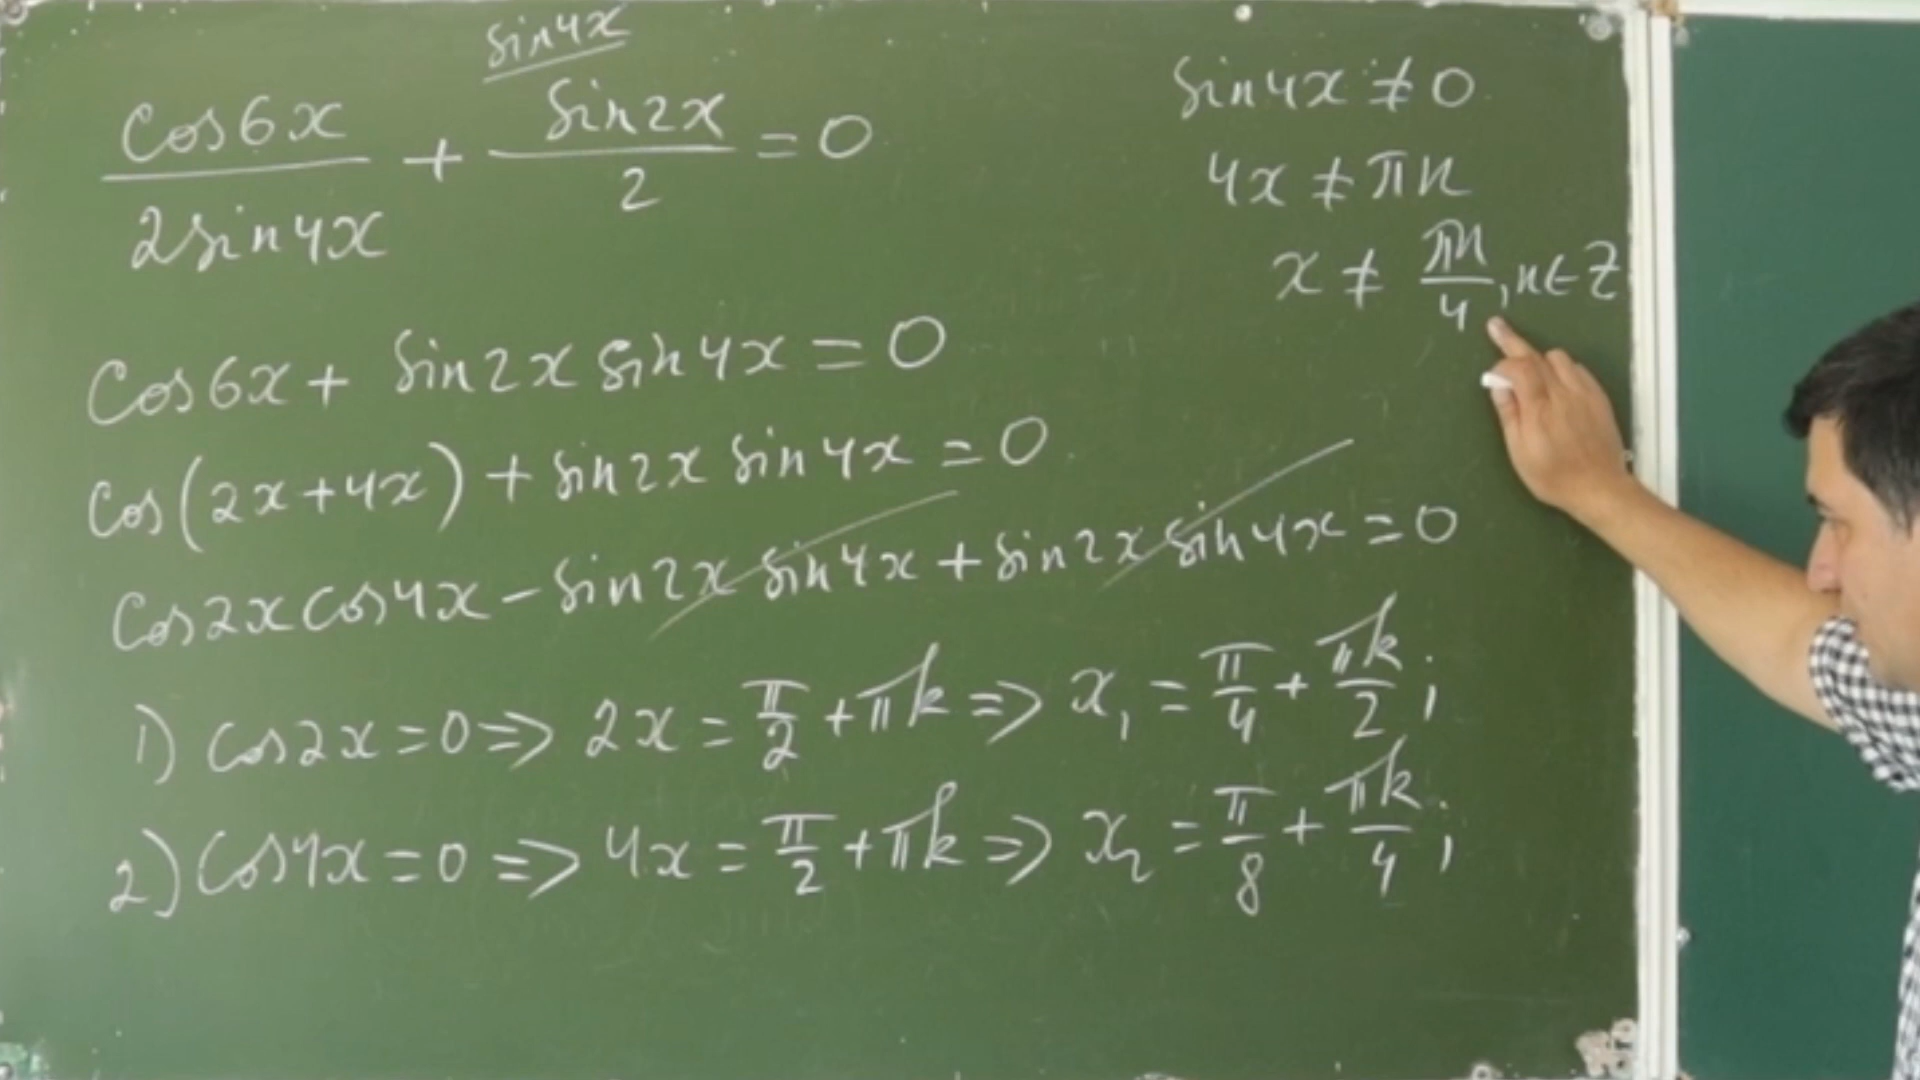 sin4x
cos6x/2sin4x + sin2x/2 = 0
cos6x + sin2x sin4x = 0
cos(2x+4x) + sin2x sin4x = 0
cos2x cos4x - sin2x sin4x + sin2x sin4x = 0
1) cos2x = 0 => 2x = π/2 + πk => x₁ = π/4 + πk/2;
2) cos4x = 0 => 4x = π/2 + πk => x₂ = π/8 + πk/4;
sin4x ≠ 0
4x ≠ πn
x ≠ πn/4, n ∈ Z